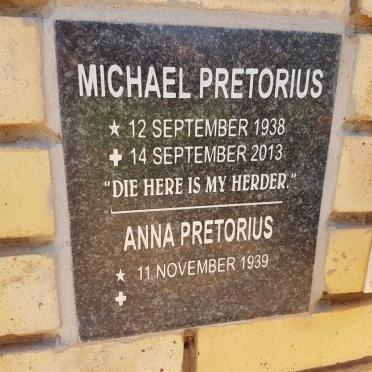 MICHAEL PRETORIUS
★ 12 SEPTEMBER 1938
✚ 14 SEPTEMBER 2013
"DIE HERE IS MY HERDER."
ANNA PRETORIUS
★ 11 NOVEMBER 1939
✚